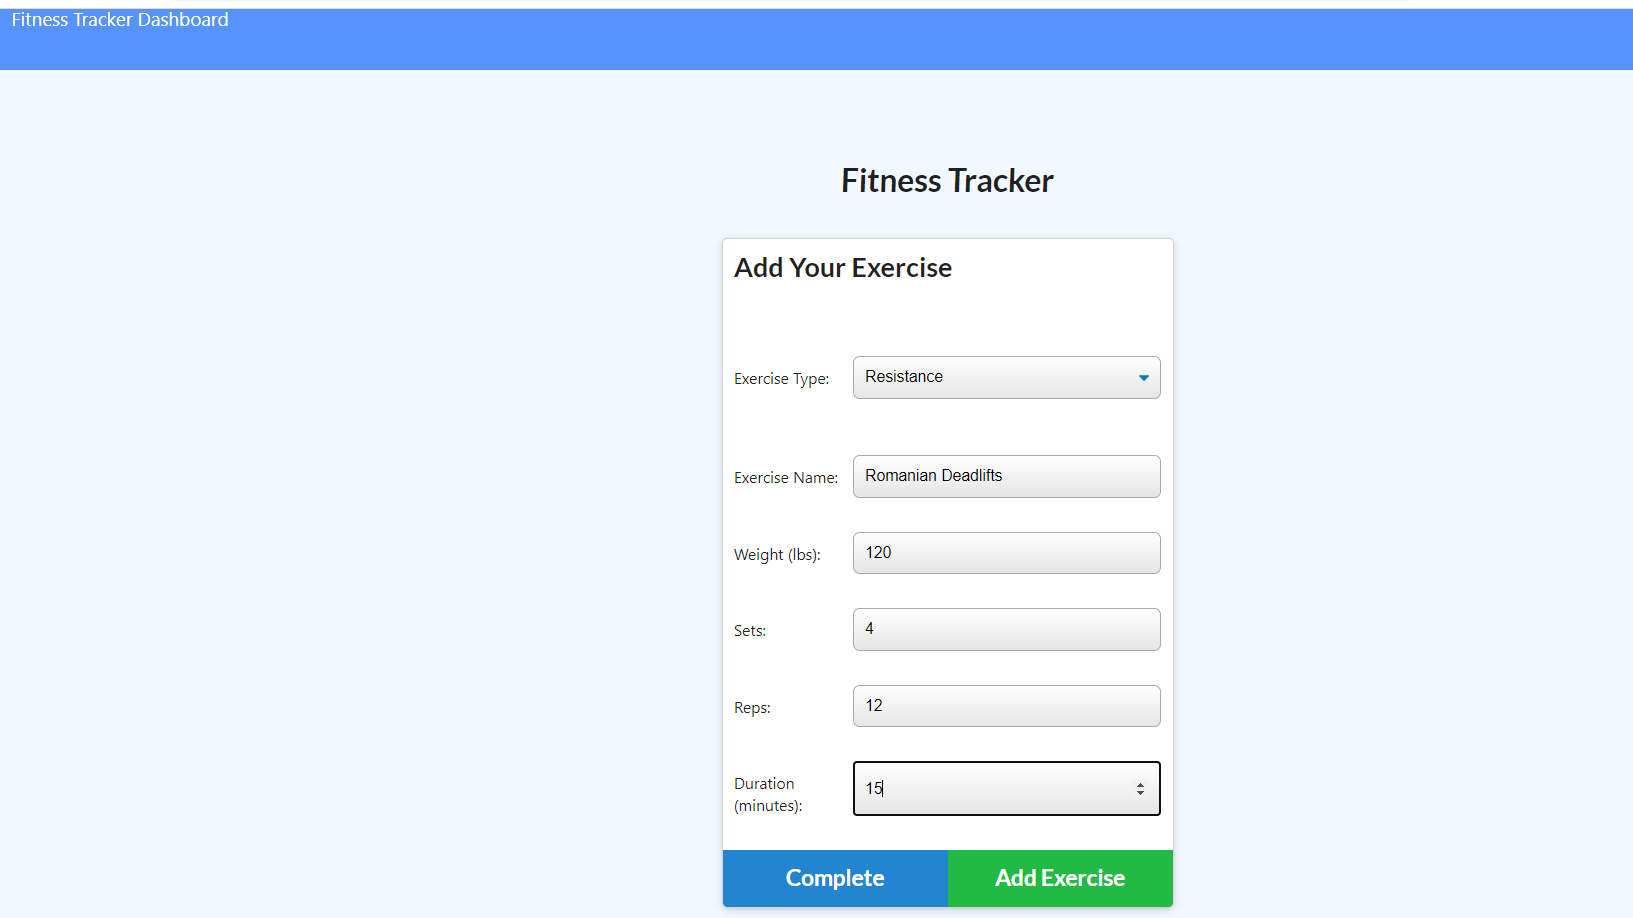 Fitness Tracker Dashboard
Fitness Tracker
Add Your Exercise
Exercise Type: Resistance
Exercise Name: Romanian Deadlifts
Weight (lbs): 120
Sets: 4
Reps: 12
Duration
(minutes): 15
Complete Add Exercise